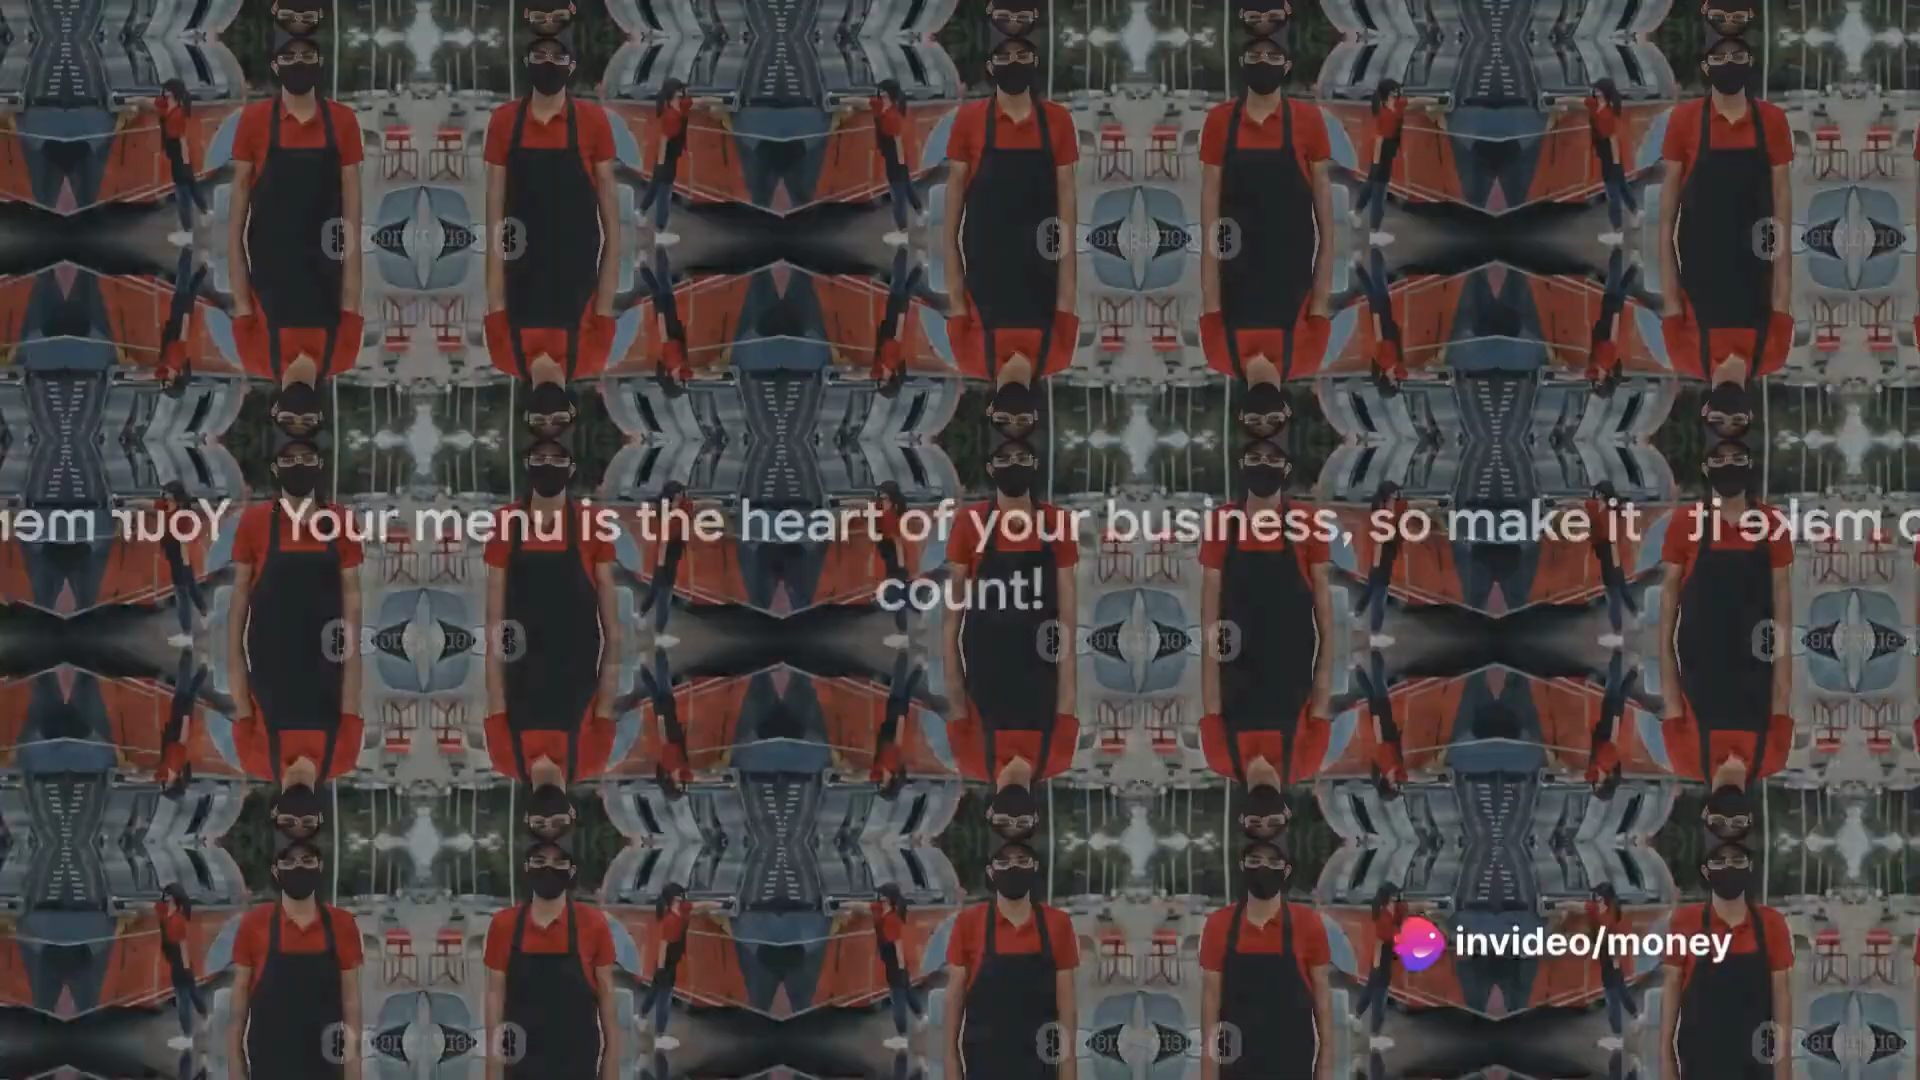 Your menu is the heart of your business, so make it
count!
invideo/money